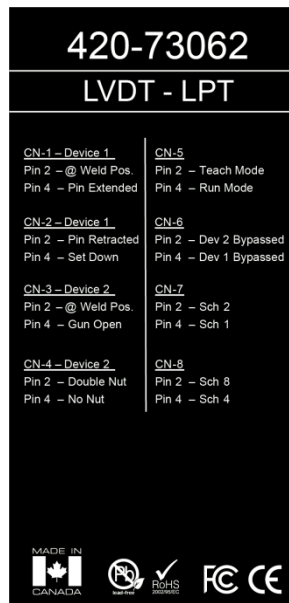 420-73062
LVDT - LPT
CN-1 – Device 1
Pin 2 – @ Weld Pos.
Pin 4 – Pin Extended
CN-2 – Device 1
Pin 2 – Pin Retracted
Pin 4 – Set Down
CN-3 – Device 2
Pin 2 – @ Weld Pos.
Pin 4 – Gun Open
CN-4 – Device 2
Pin 2 – Double Nut
Pin 4 – No Nut
CN-5
Pin 2 – Teach Mode
Pin 4 – Run Mode
CN-6
Pin 2 – Dev 2 Bypassed
Pin 4 – Dev 1 Bypassed
CN-7
Pin 2 – Sch 2
Pin 4 – Sch 1
CN-8
Pin 2 – Sch 8
Pin 4 – Sch 4
MADE IN
CANADA
Pb
lead-free
RoHS
2002/95/EC
FC CE